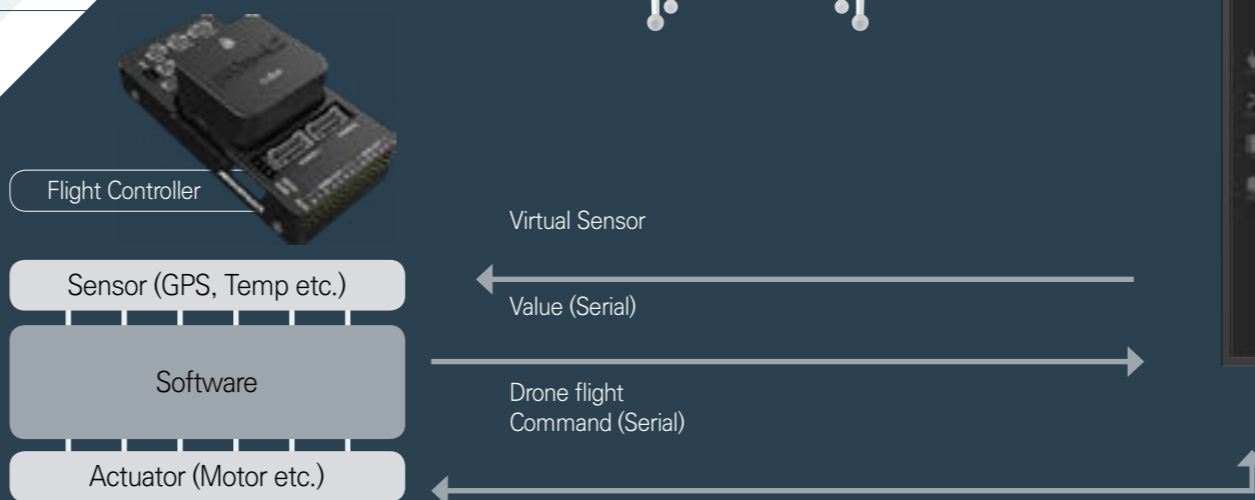 Flight Controller
Virtual Sensor
Sensor (GPS, Temp etc.)
Value (Serial)
Software
Drone flight
Command (Serial)
Actuator (Motor etc.)